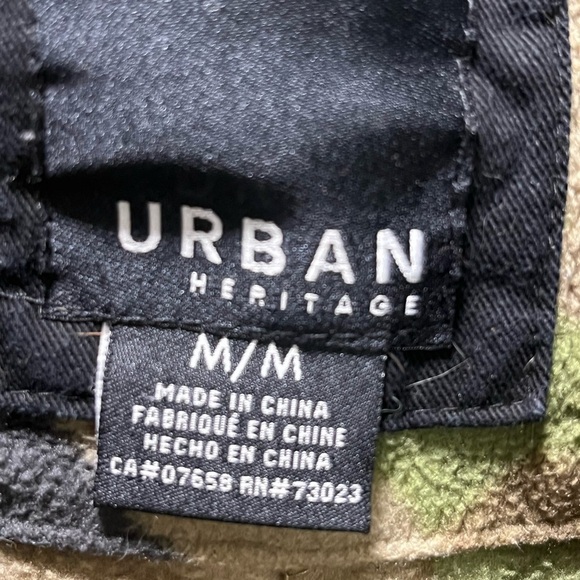 URBAN
HERITAGE
M/M
MADE IN CHINA
FABRIQUÉ EN CHINE
HECHO EN CHINA
CA#07658 RN#73023